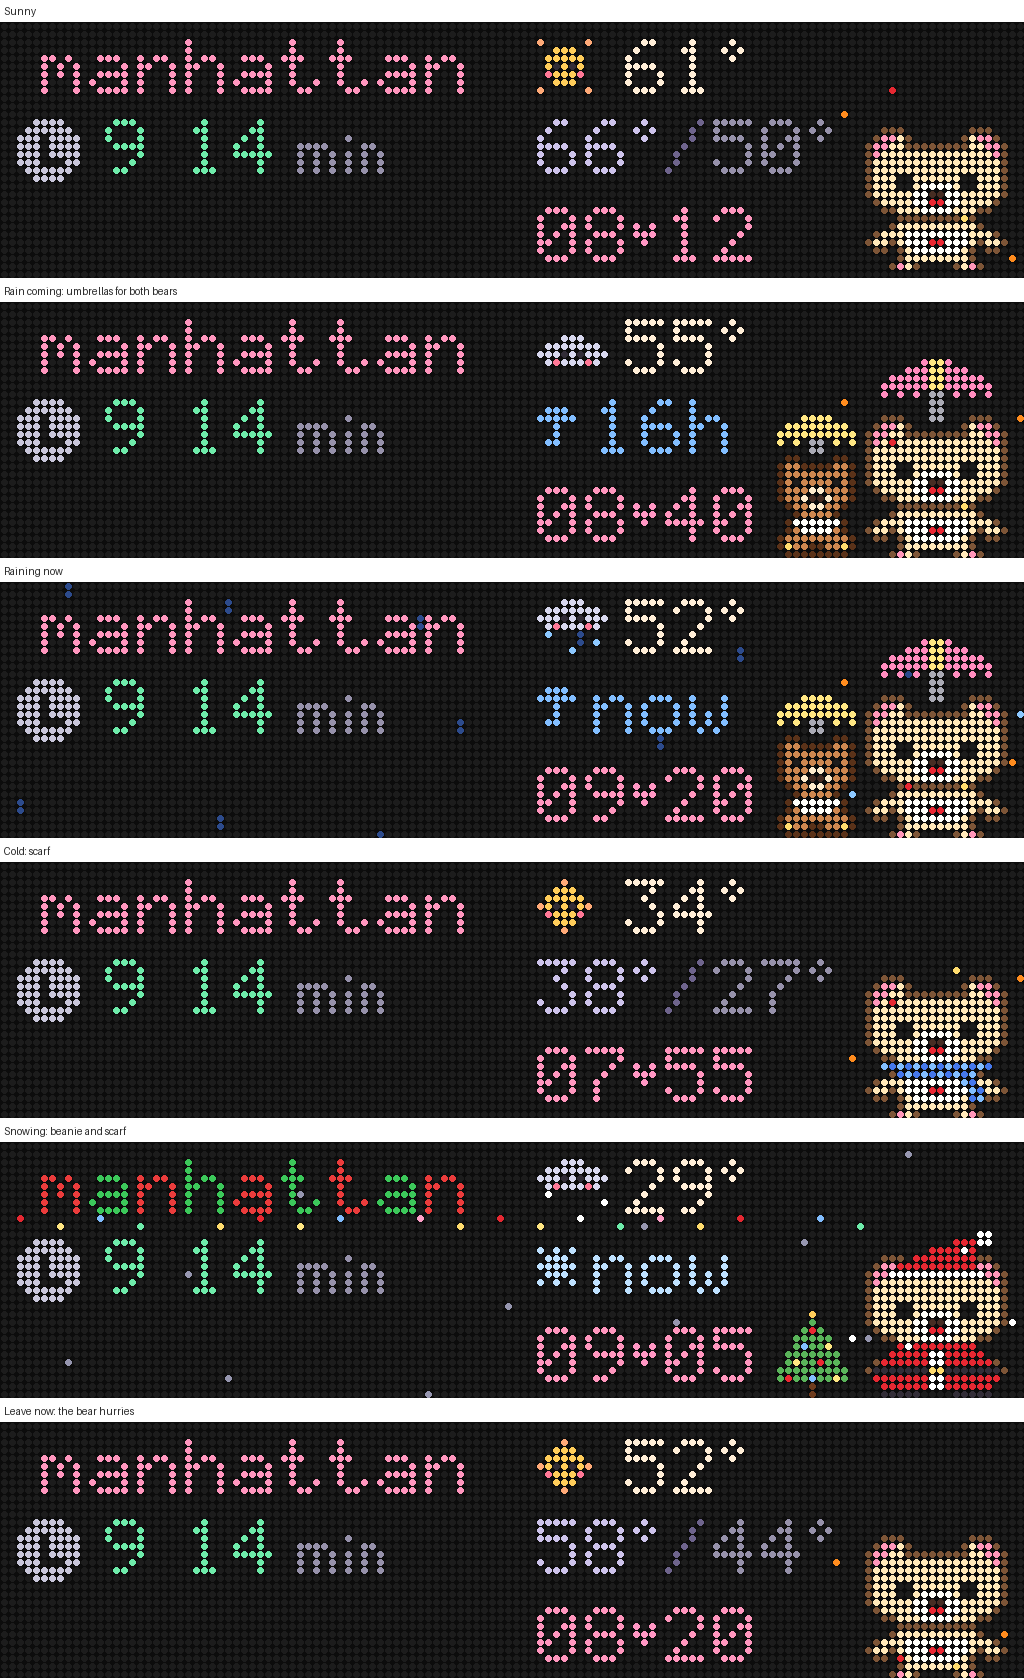 Sunny
manhattan 61°
L 9 14 min 66° /50°
08 12
Rain coming: umbrellas for both bears
manhattan 55°
L 9 14 min 16h
08 40
Raining now
manhattan 52°
L 9 14 min now
09 20
Cold: scarf
manhattan 34°
L 9 14 min 38° /27°
07 55
Snowing: beanie and scarf
manhattan 29°
L 9 14 min now
09 05
Leave now: the bear hurries
manhattan 52°
L 9 14 min 58° /44°
08 20